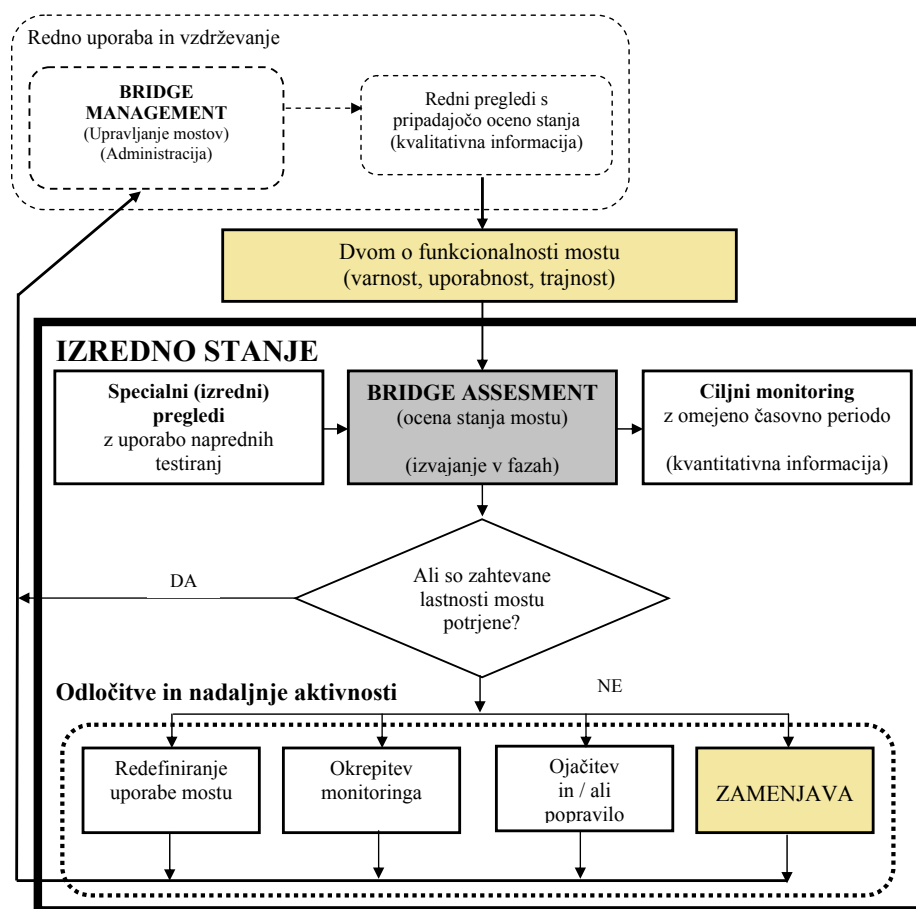 Redno uporaba in vzdrževanje
BRIDGE
MANAGEMENT
(Upravljanje mostov)
(Administracija)
Redni pregledi s
pripadajočo oceno stanja
(kvalitativna informacija)
Dvom o funkcionalnosti mostu
(varnost, uporabnost, trajnost)
IZREDNO STANJE
Specialni (izredni)
pregledi
z uporabo naprednih
testiranj
BRIDGE ASSESMENT
(ocena stanja mostu)
(izvajanje v fazah)
Ciljni monitoring
z omejeno časovno periodo
(kvantitativna informacija)
Ali so zahtevane
lastnosti mostu
potrjene?
DA
NE
Odločitve in nadaljnje aktivnosti
Redefiniranje
uporabe mostu
Okrepitev
monitoringa
Ojačitev
in / ali
popravilo
ZAMENJAVA